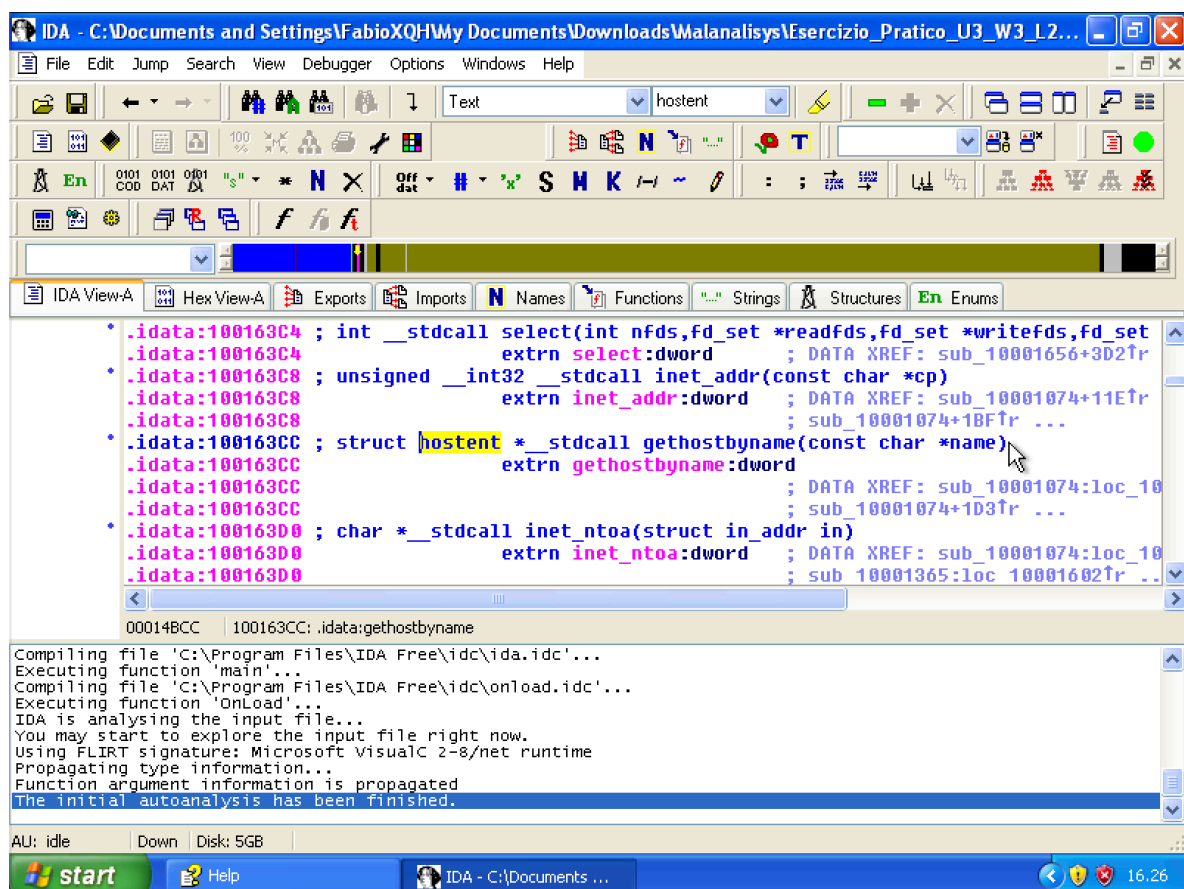 IDA - C:\Documents and Settings\FabioXQH\My Documents\Downloads\Malanalisys\Esercizio_Pratico_U3_W3_L2...
File Edit Jump Search View Debugger Options Windows Help
Text hostent
En
IDA View-A Hex View-A Exports Imports N Names Functions "..." Strings Structures En Enums
.idata:100163C4 ; int __stdcall select(int nfds,fd_set *readfds,fd_set *writefds,fd_set
.idata:100163C4 extrn select:dword ; DATA XREF: sub_10001656+3D2↑r
.idata:100163C8 ; unsigned __int32 __stdcall inet_addr(const char *cp)
.idata:100163C8 extrn inet_addr:dword ; DATA XREF: sub_10001074+11E↑r
.idata:100163C8 ; sub_10001074+1BF↑r ...
.idata:100163CC ; struct hostent *__stdcall gethostbyname(const char *name)
.idata:100163CC extrn gethostbyname:dword
.idata:100163CC ; DATA XREF: sub_10001074:loc_10
.idata:100163CC ; sub_10001074+1D3↑r ...
.idata:100163D0 ; char *__stdcall inet_ntoa(struct in_addr in)
.idata:100163D0 extrn inet_ntoa:dword ; DATA XREF: sub_10001074:loc_10
.idata:100163D0 ; sub_10001365:loc_10001602↑r ..
00014BCC 100163CC: .idata:gethostbyname
Compiling file 'C:\Program Files\IDA Free\idc\ida.idc'...
Executing function 'main'...
Compiling file 'C:\Program Files\IDA Free\idc\onload.idc'...
Executing function 'OnLoad'...
IDA is analysing the input file...
You may start to explore the input file right now.
Using FLIRT signature: Microsoft VisualC 2-8/net runtime
Propagating type information...
Function argument information is propagated
The initial autoanalysis has been finished.
AU: idle Down Disk: 5GB
start Help IDA - C:\Documents ... 16.26